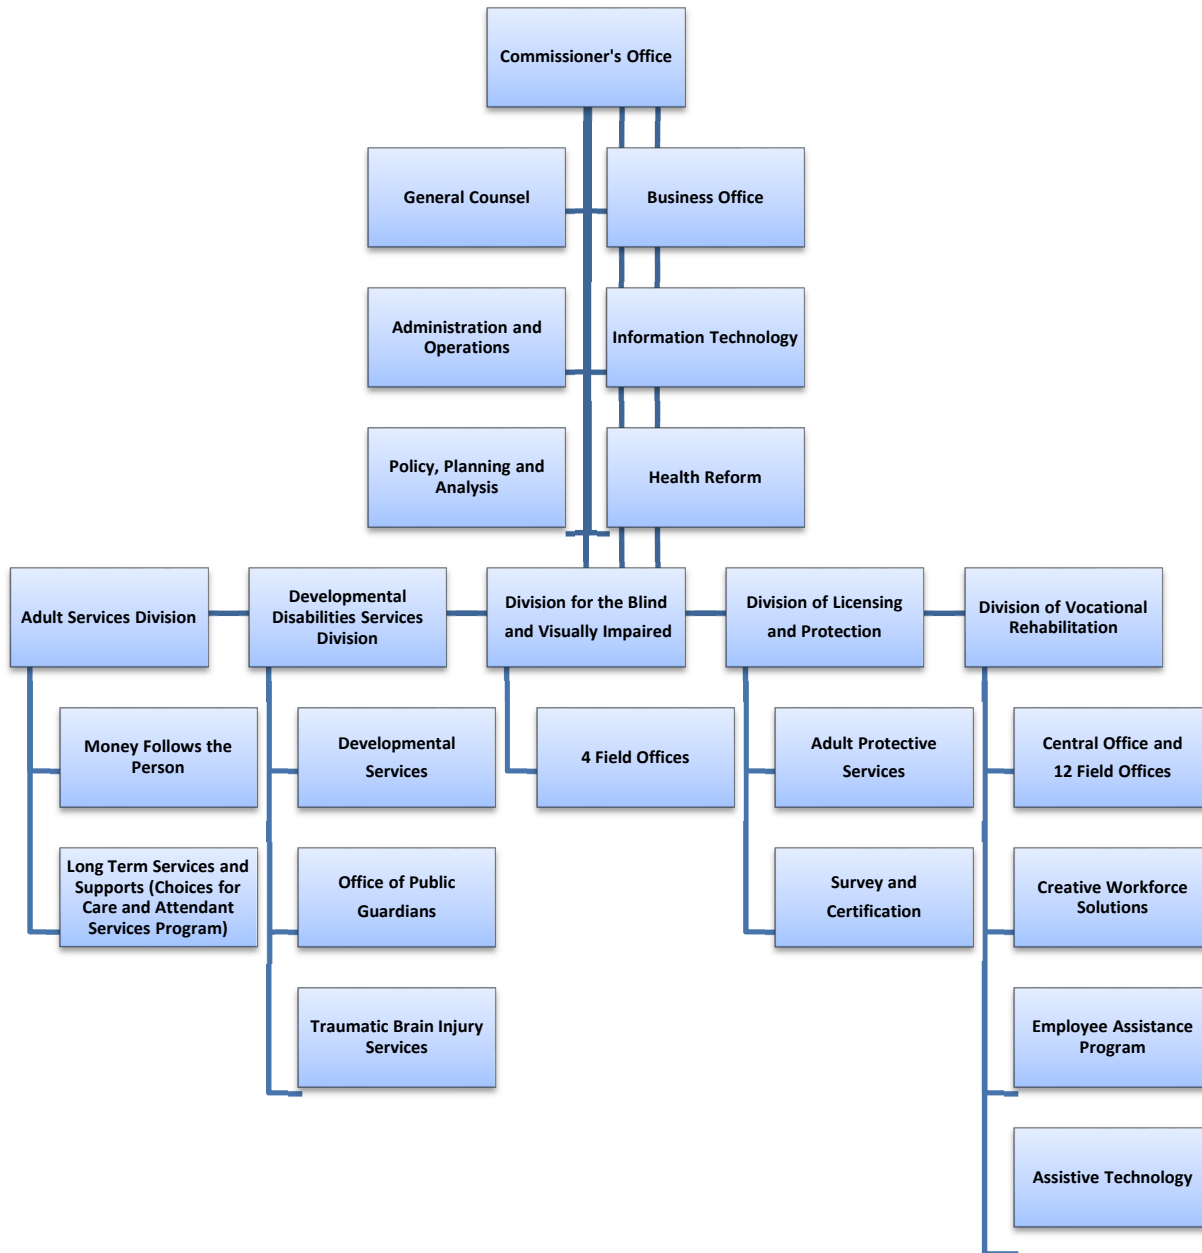 Commissioner's Office
General Counsel
Business Office
Administration and
Operations
Information Technology
Policy, Planning and
Analysis
Health Reform
Adult Services Division
Developmental
Disabilities Services
Division
Division for the Blind
and Visually Impaired
Division of Licensing
and Protection
Division of Vocational
Rehabilitation
Money Follows the
Person
Developmental
Services
4 Field Offices
Adult Protective
Services
Central Office and
12 Field Offices
Long Term Services and
Supports (Choices for
Care and Attendant
Services Program)
Office of Public
Guardians
Survey and
Certification
Creative Workforce
Solutions
Traumatic Brain Injury
Services
Employee Assistance
Program
Assistive Technology